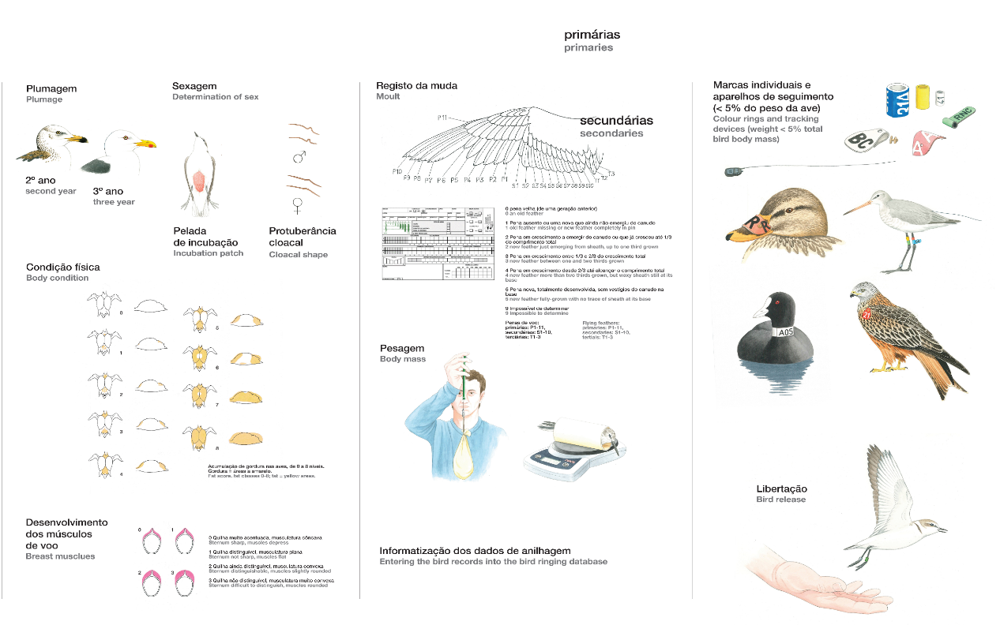 primárias
primaries
Plumagem
Plumage
2º ano
second year
3º ano
three year
Sexagem
Determination of sex
♂
♀
Pelada
de incubação
Incubation patch
Protuberância
cloacal
Cloacal shape
Condição física
Body condition
0
1
2
3
4
5
6
7
8
Acumulação de gordura nas aves, de 0 a 8 níveis.
Gordura = áreas a amarelo.
Fat score, fat classes 0-8; fat = yellow areas.
Desenvolvimento
dos músculos
de voo
Breast musclues
0
1
2
3
0 Quilha muito acentuada, musculatura côncava
Sternum sharp, muscles depress
1 Quilha distinguível, musculatura plana
Sternum not sharp, muscles flat
2 Quilha ainda distinguível, musculatura convexa
Sternum distinguishable, muscles slightly rounded
3 Quilha não distinguível, musculatura muito convexa
Sternum difficult to distinguish, muscles rounded
Registo da muda
Moult
secundárias
secondaries
P11
P10 P9 P8 P7 P6 P5 P4 P3 P2 P1 S1 S2 S3 S4 S5 S6 S7 S8 S9 S10 T1 T2 T3
0 pena velha (de uma geração anterior)
0 an old feather
1 Pena ausente ou uma nova que ainda não emergiu do canudo
1 old feather missing or new feather completely in pin
2 Pena em crescimento a emergir do canudo ou que já cresceu até 1/3
do comprimento total
2 new feather just emerging from sheath, up to one third grown
3 Pena em crescimento entre 1/3 e 2/3 do crescimento total
3 new feather between one and two thirds grown
4 Pena em crescimento desde 2/3 até alcançar o comprimento total
4 new feather more than two thirds grown, but waxy sheath still at its
base
5 Pena nova, totalmente desenvolvida, sem vestígios do canudo na
base
5 new feather fully-grown with no trace of sheath at its base
9 Impossível de determinar
9 Impossible to determine
Penas de voo:
primárias: P1-11,
secundárias: S1-10,
terciárias: T1-3
Flying feathers:
primaries: P1-11,
secondaries: S1-10,
tertials: T1-3
Pesagem
Body mass
Informatização dos dados de anilhagem
Entering the bird records into the bird ringing database
Marcas individuais e
aparelhos de seguimento
(< 5% do peso da ave)
Colour rings and tracking
devices (weight < 5% total
bird body mass)
21A
RNC
BC
AA
RR
A05
21
Libertação
Bird release